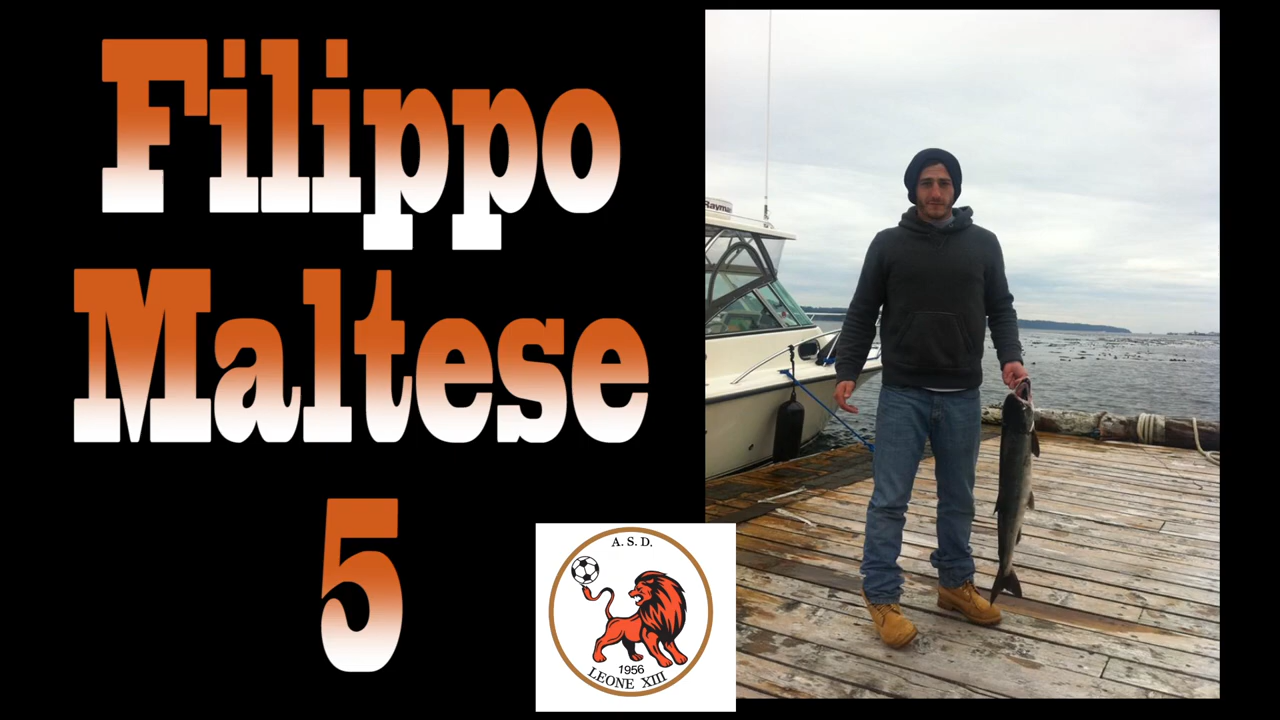 Filippo
Maltese
5
A. S. D.
1956
LEONE XIII